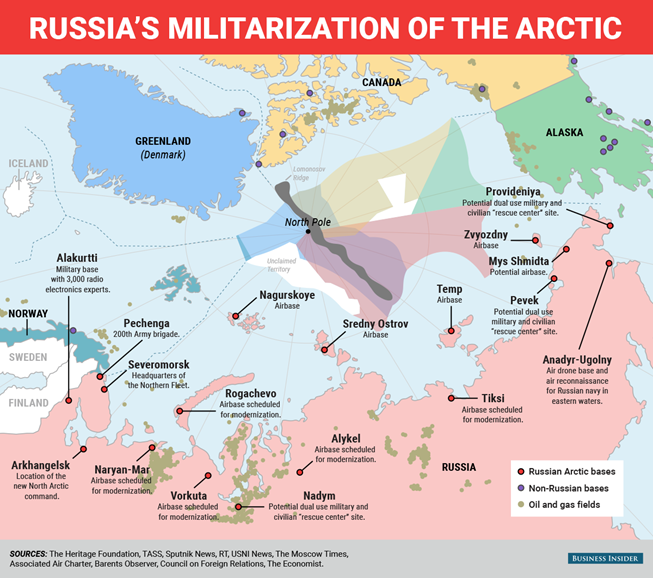 RUSSIA'S MILITARIZATION OF THE ARCTIC
CANADA
GREENLAND
(Denmark)
ALASKA
ICELAND
Lomonosov
Ridge
North Pole
Unclaimed
Territory
Provideniya
Potential dual use military and
civilian "rescue center" site.
Zvyozdny
Airbase
Mys Shmidta
Potential airbase.
Pevek
Potential dual use
military and civilian
"rescue center" site.
Alakurtti
Military base
with 3,000 radio
electronics experts.
Nagurskoye
Airbase
Temp
Airbase
NORWAY
Pechenga
200th Army brigade.
Sredny Ostrov
Airbase
SWEDEN
Severomorsk
Headquarters of
the Northern Fleet.
Anadyr-Ugolny
Air drone base and
air reconnaissance
for Russian navy in
eastern waters.
FINLAND
Rogachevo
Airbase scheduled
for modernization.
Tiksi
Airbase scheduled
for modernization.
Alykel
Airbase scheduled
for modernization.
RUSSIA
Arkhangelsk
Location of the
new North Arctic
command.
Naryan-Mar
Airbase scheduled
for modernization.
Vorkuta
Airbase scheduled
for modernization.
Nadym
Potential dual use military and
civilian "rescue center" site.
Russian Arctic bases
Non-Russian bases
Oil and gas fields
SOURCES: The Heritage Foundation, TASS, Sputnik News, RT, USNI News, The Moscow Times,
Associated Air Charter, Barents Observer, Council on Foreign Relations, The Economist.
BUSINESS INSIDER